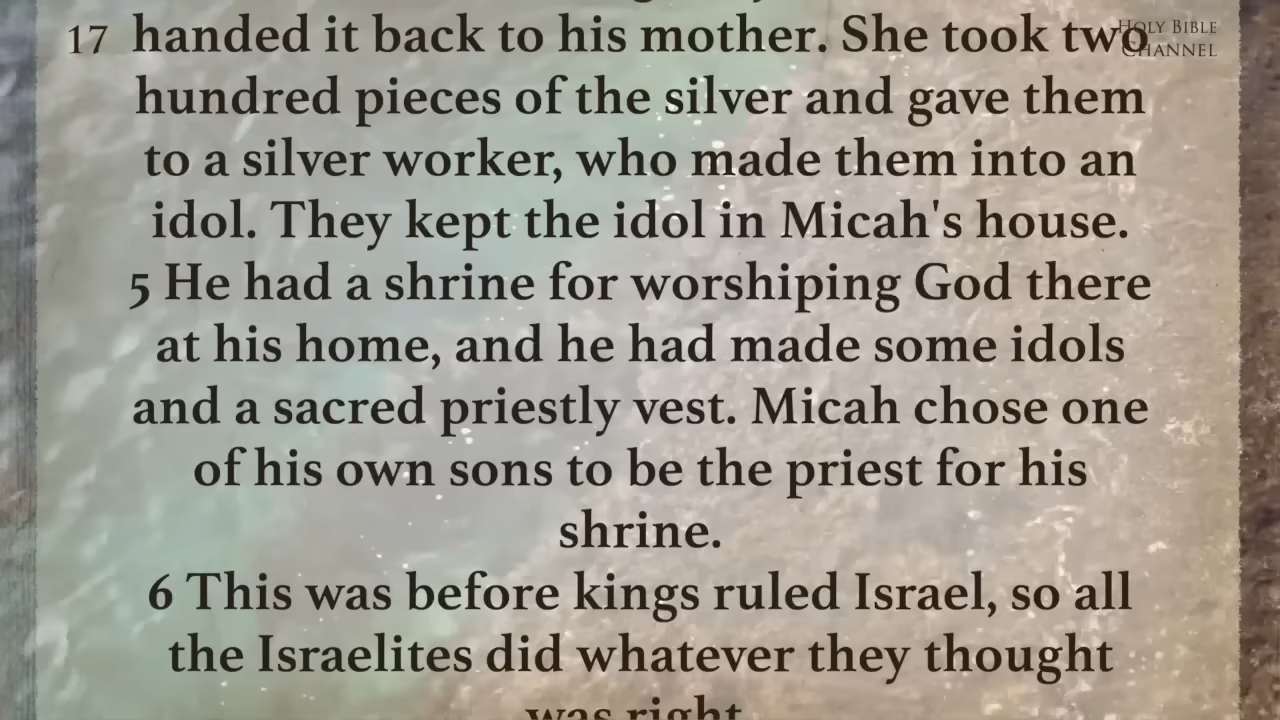 17 handed it back to his mother. She took two
HOLY BIBLE
CHANNEL
hundred pieces of the silver and gave them
to a silver worker, who made them into an
idol. They kept the idol in Micah's house.
5 He had a shrine for worshiping God there
at his home, and he had made some idols
and a sacred priestly vest. Micah chose one
of his own sons to be the priest for his
shrine.
6 This was before kings ruled Israel, so all
the Israelites did whatever they thought
was right.